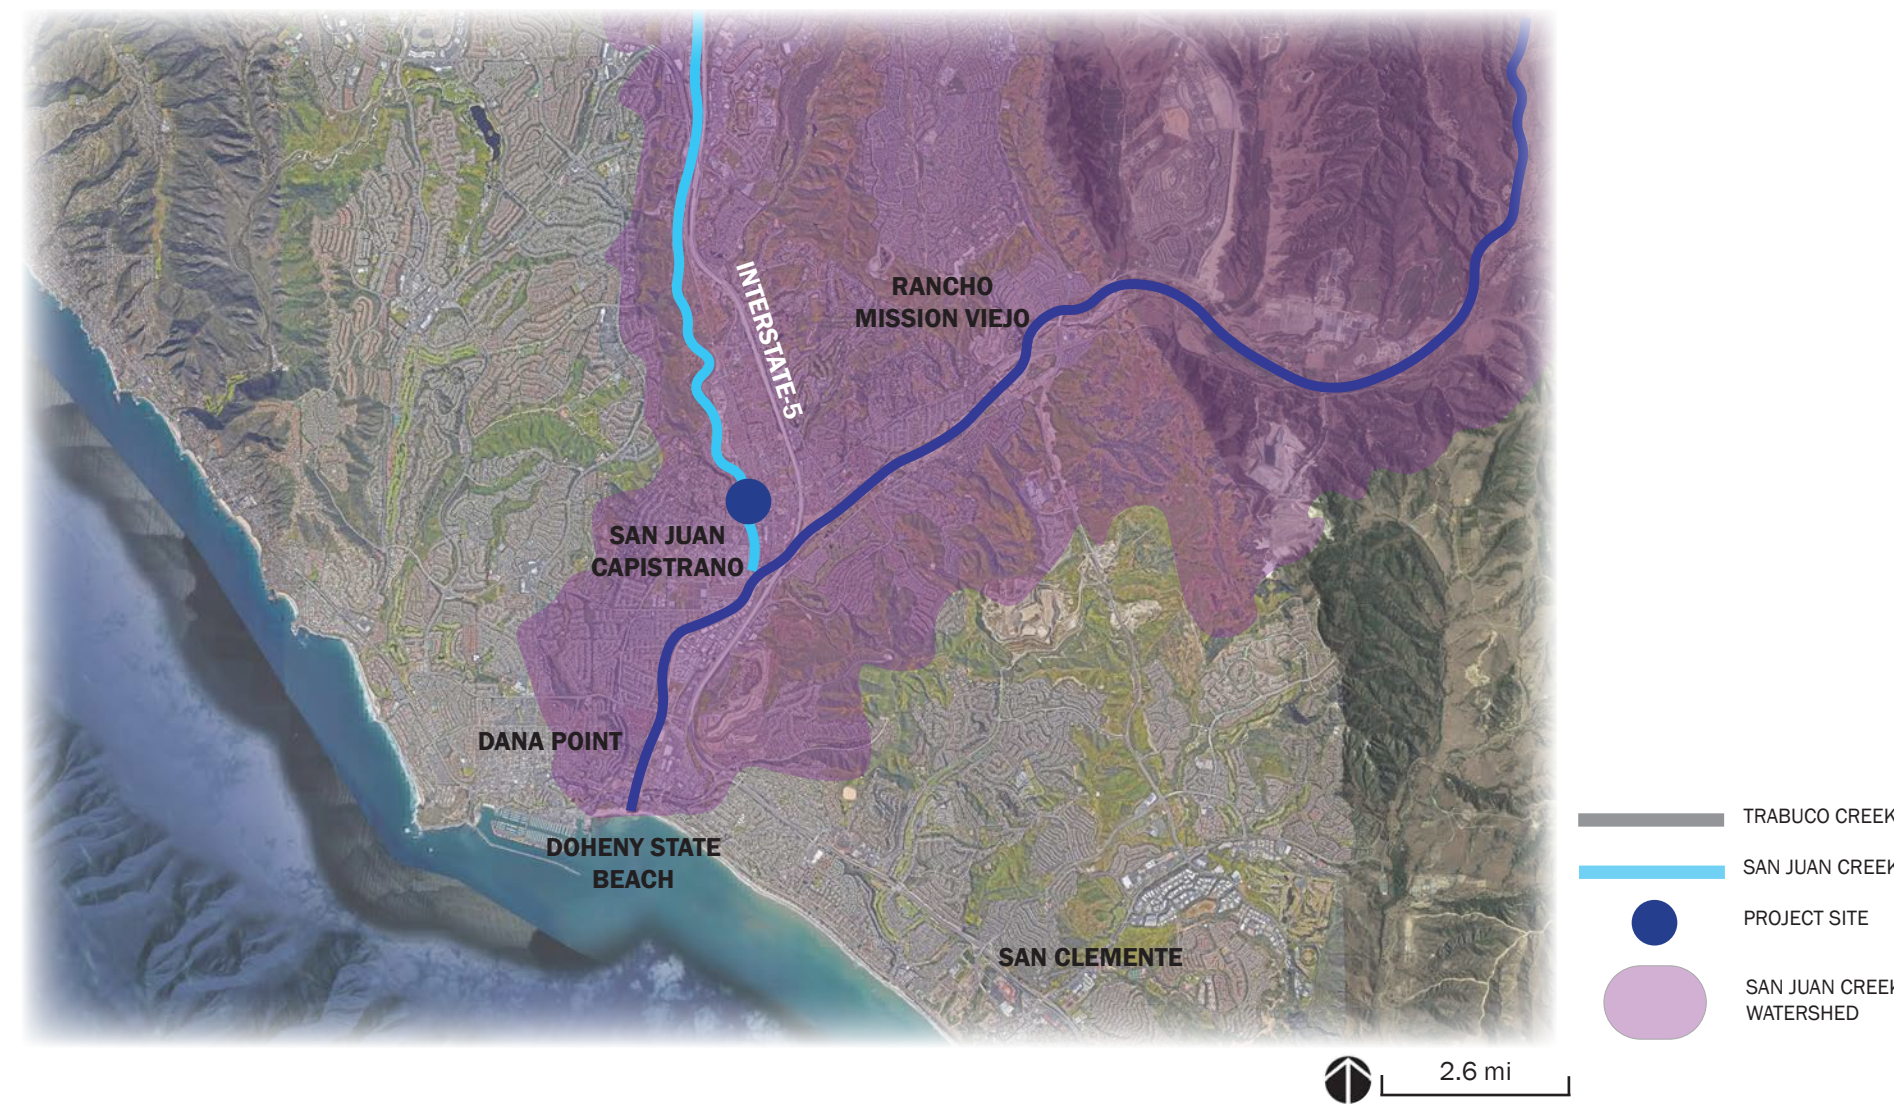 INTERSTATE-5
RANCHO
MISSION VIEJO
SAN JUAN
CAPISTRANO
DANA POINT
DOHENY STATE
BEACH
SAN CLEMENTE
TRABUCO CREEK
SAN JUAN CREEK
PROJECT SITE
SAN JUAN CREEK
WATERSHED
2.6 mi